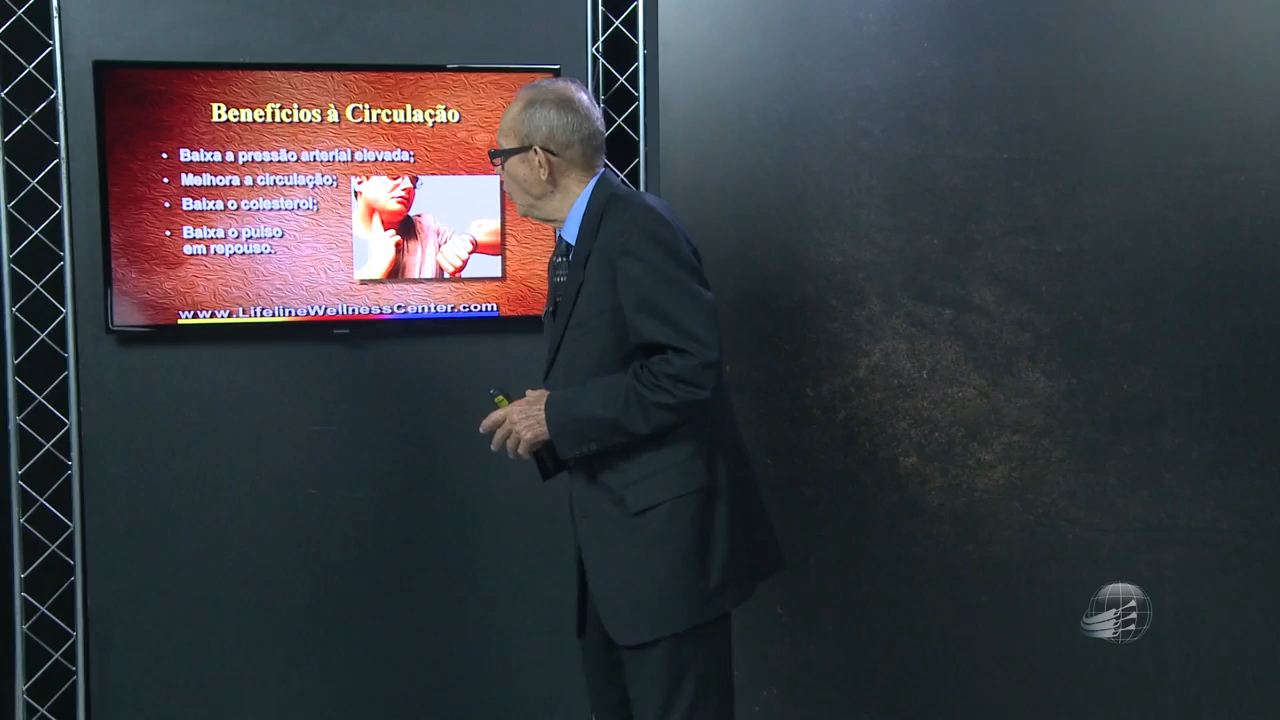 Benefícios à Circulação
• Baixa a pressão arterial elevada;
• Melhora a circulação;
• Baixa o colesterol;
• Baixa o pulso
em repouso.
www.LifelineWellnessCenter.com